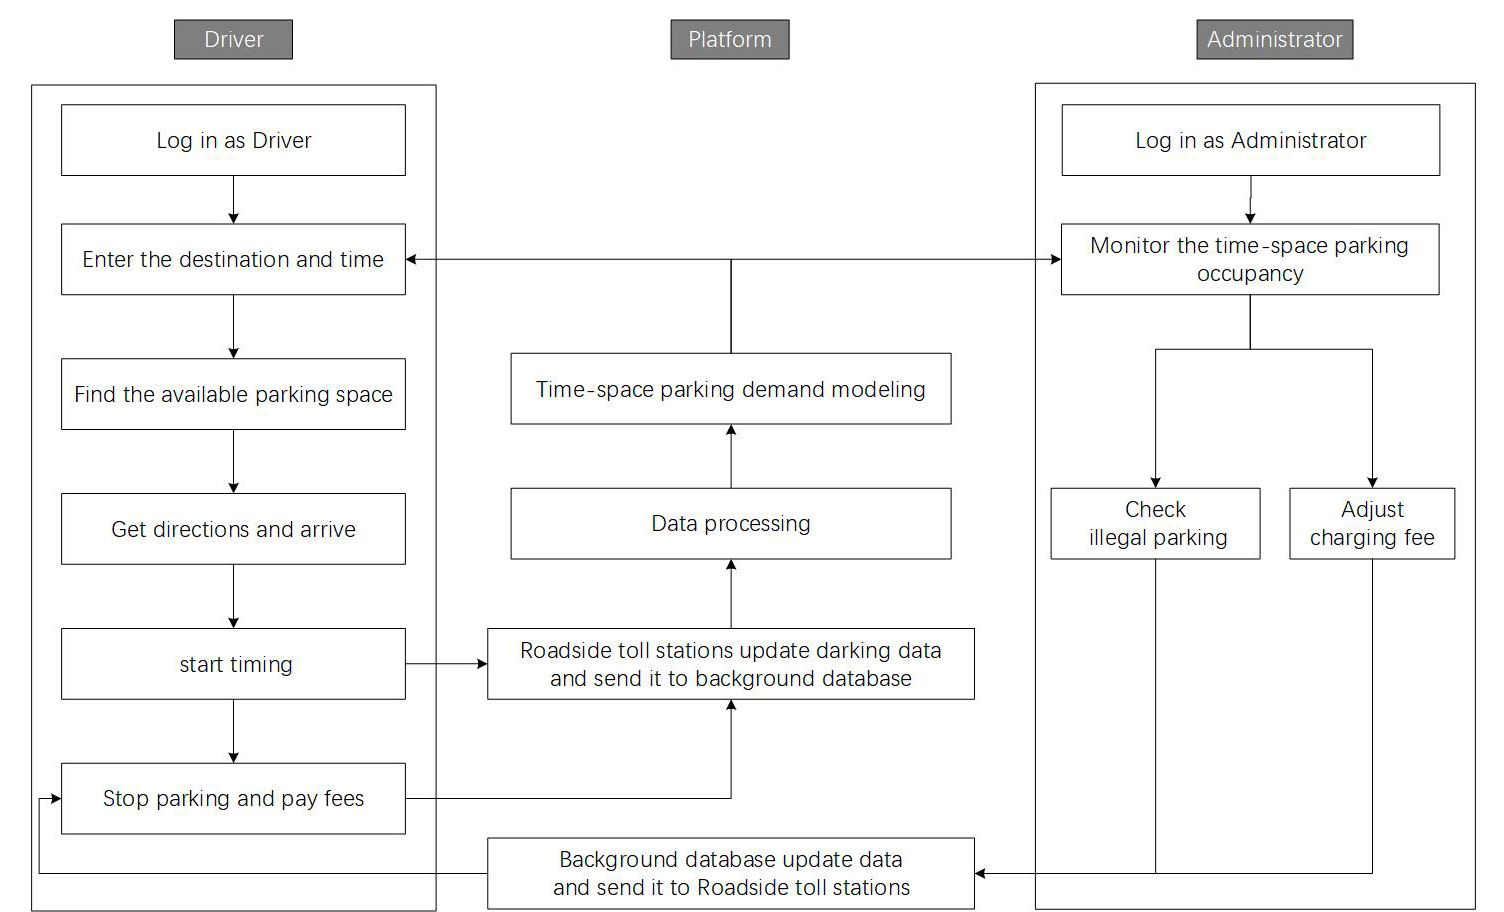 Driver
Platform
Administrator
Log in as Driver
Enter the destination and time
Find the available parking space
Get directions and arrive
start timing
Stop parking and pay fees
Time-space parking demand modeling
Data processing
Roadside toll stations update darking data
and send it to background database
Background database update data
and send it to Roadside toll stations
Log in as Administrator
Monitor the time-space parking
occupancy
Check
illegal parking
Adjust
charging fee